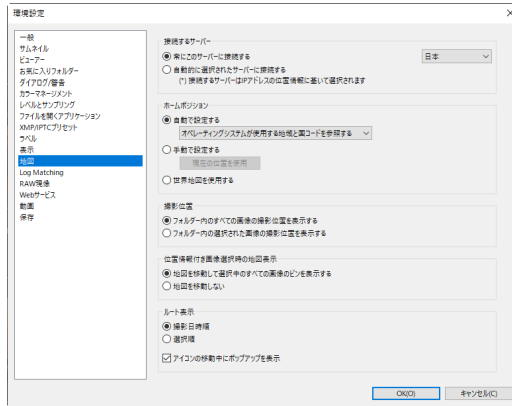 環境設定
一般
サムネイル
ビューアー
お気に入りフォルダー
ダイアログ/警告
カラーマネージメント
レベルとサンプリング
ファイルを開くアプリケーション
XMP/IPTCプリセット
ラベル
表示
地図
Log Matching
RAW現像
Webサービス
動画
保存
接続するサーバー
常にこのサーバーに接続する
日本
自動的に選択されたサーバーに接続する
(*) 接続するサーバーはIPアドレスの位置情報に基いて選択されます
ホームポジション
自動で設定する
オペレーティングシステムが使用する地域と国コードを参照する
手動で設定する
現在の位置を使用
世界地図を使用する
撮影位置
フォルダー内のすべての画像の撮影位置を表示する
フォルダー内の選択された画像の撮影位置を表示する
位置情報付き画像選択時の地図表示
地図を移動して選択中のすべての画像のピンを表示する
地図を移動しない
ルート表示
撮影日時順
選択順
アイコンの移動中にポップアップを表示
OK(O)
キャンセル(C)